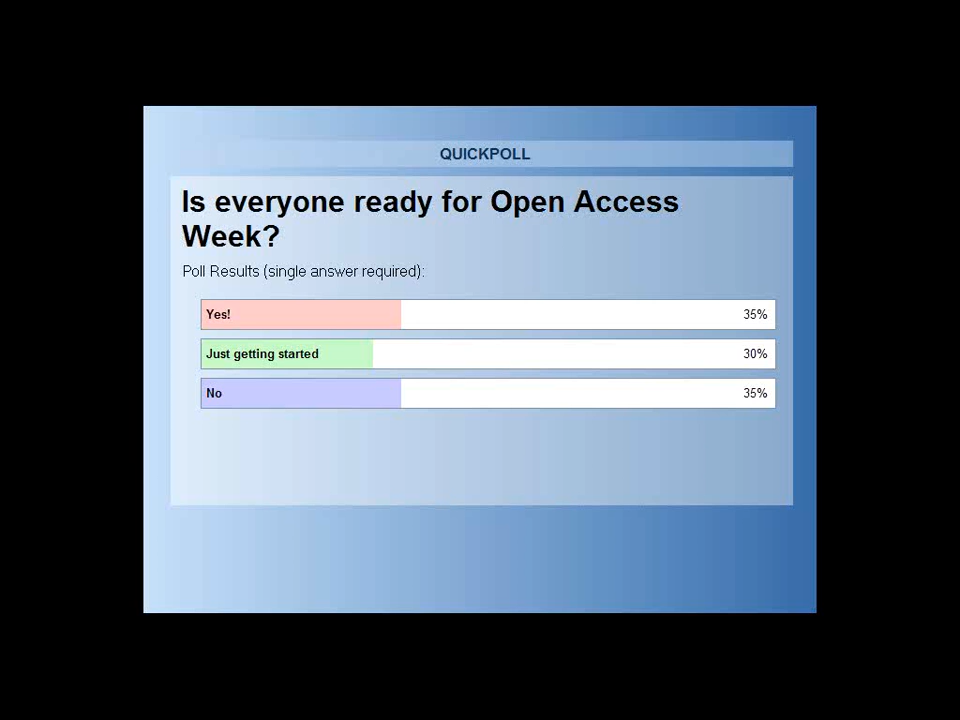 QUICKPOLL
Is everyone ready for Open Access
Week?
Poll Results (single answer required):
Yes! 35%
Just getting started 30%
No 35%